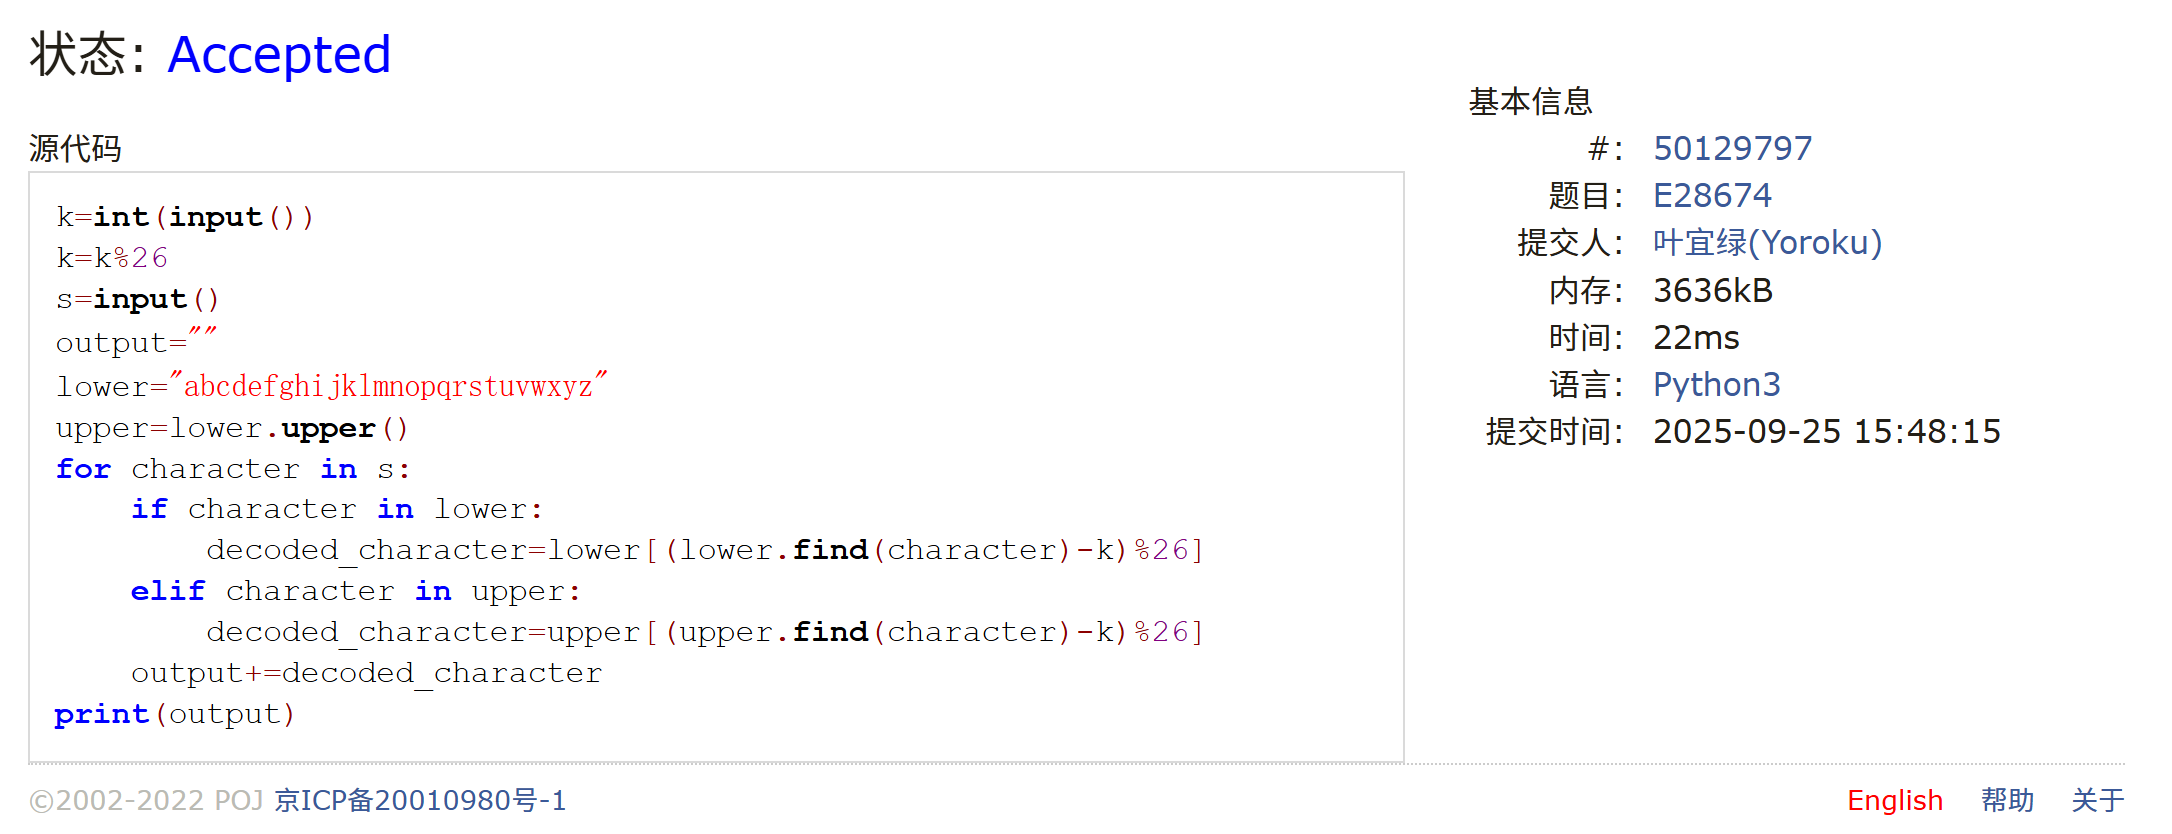 状态: Accepted
源代码
k=int(input())
k=k%26
s=input()
output=""
lower="abcdefghijklmnopqrstuvwxyz"
upper=lower.upper()
for character in s:
    if character in lower:
        decoded_character=lower[(lower.find(character)-k)%26]
    elif character in upper:
        decoded_character=upper[(upper.find(character)-k)%26]
    output+=decoded_character
print(output)
基本信息
#: 50129797
题目: E28674
提交人: 叶宜绿(Yoroku)
内存: 3636kB
时间: 22ms
语言: Python3
提交时间: 2025-09-25 15:48:15
©2002-2022 POJ 京ICP备20010980号-1
English 帮助 关于